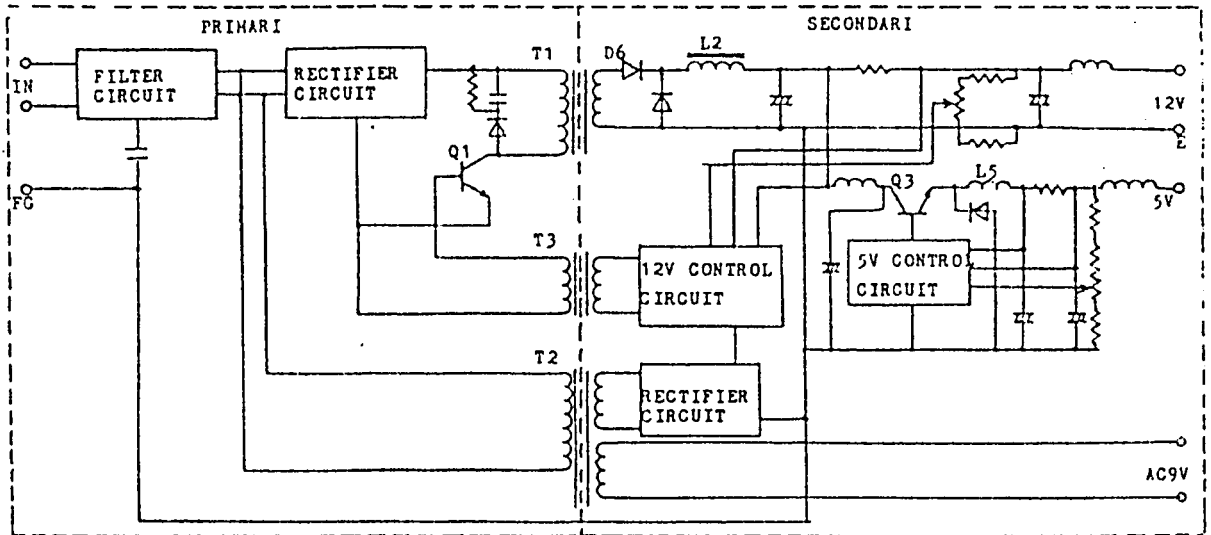 PRIMARI
SECONDARI
IN
FILTER
CIRCUIT
RECTIFIER
CIRCUIT
T1
D6
L2
12V
E
Q1
FG
Q3
L5
5V
T3
12V CONTROL
CIRCUIT
5V CONTROL
CIRCUIT
T2
RECTIFIER
CIRCUIT
AC9V